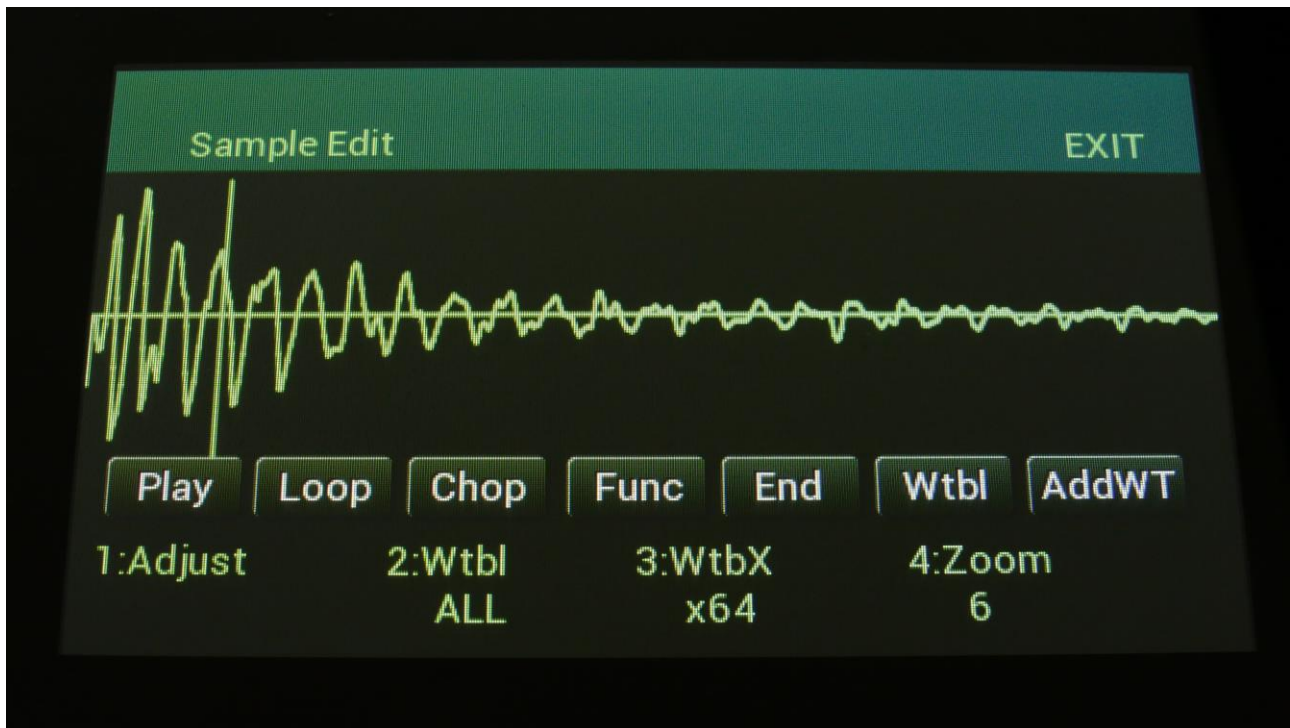 Sample Edit EXIT
Play Loop Chop Func End Wtbl AddWT
1:Adjust 2:Wtbl 3:WtbX 4:Zoom
ALL x64 6